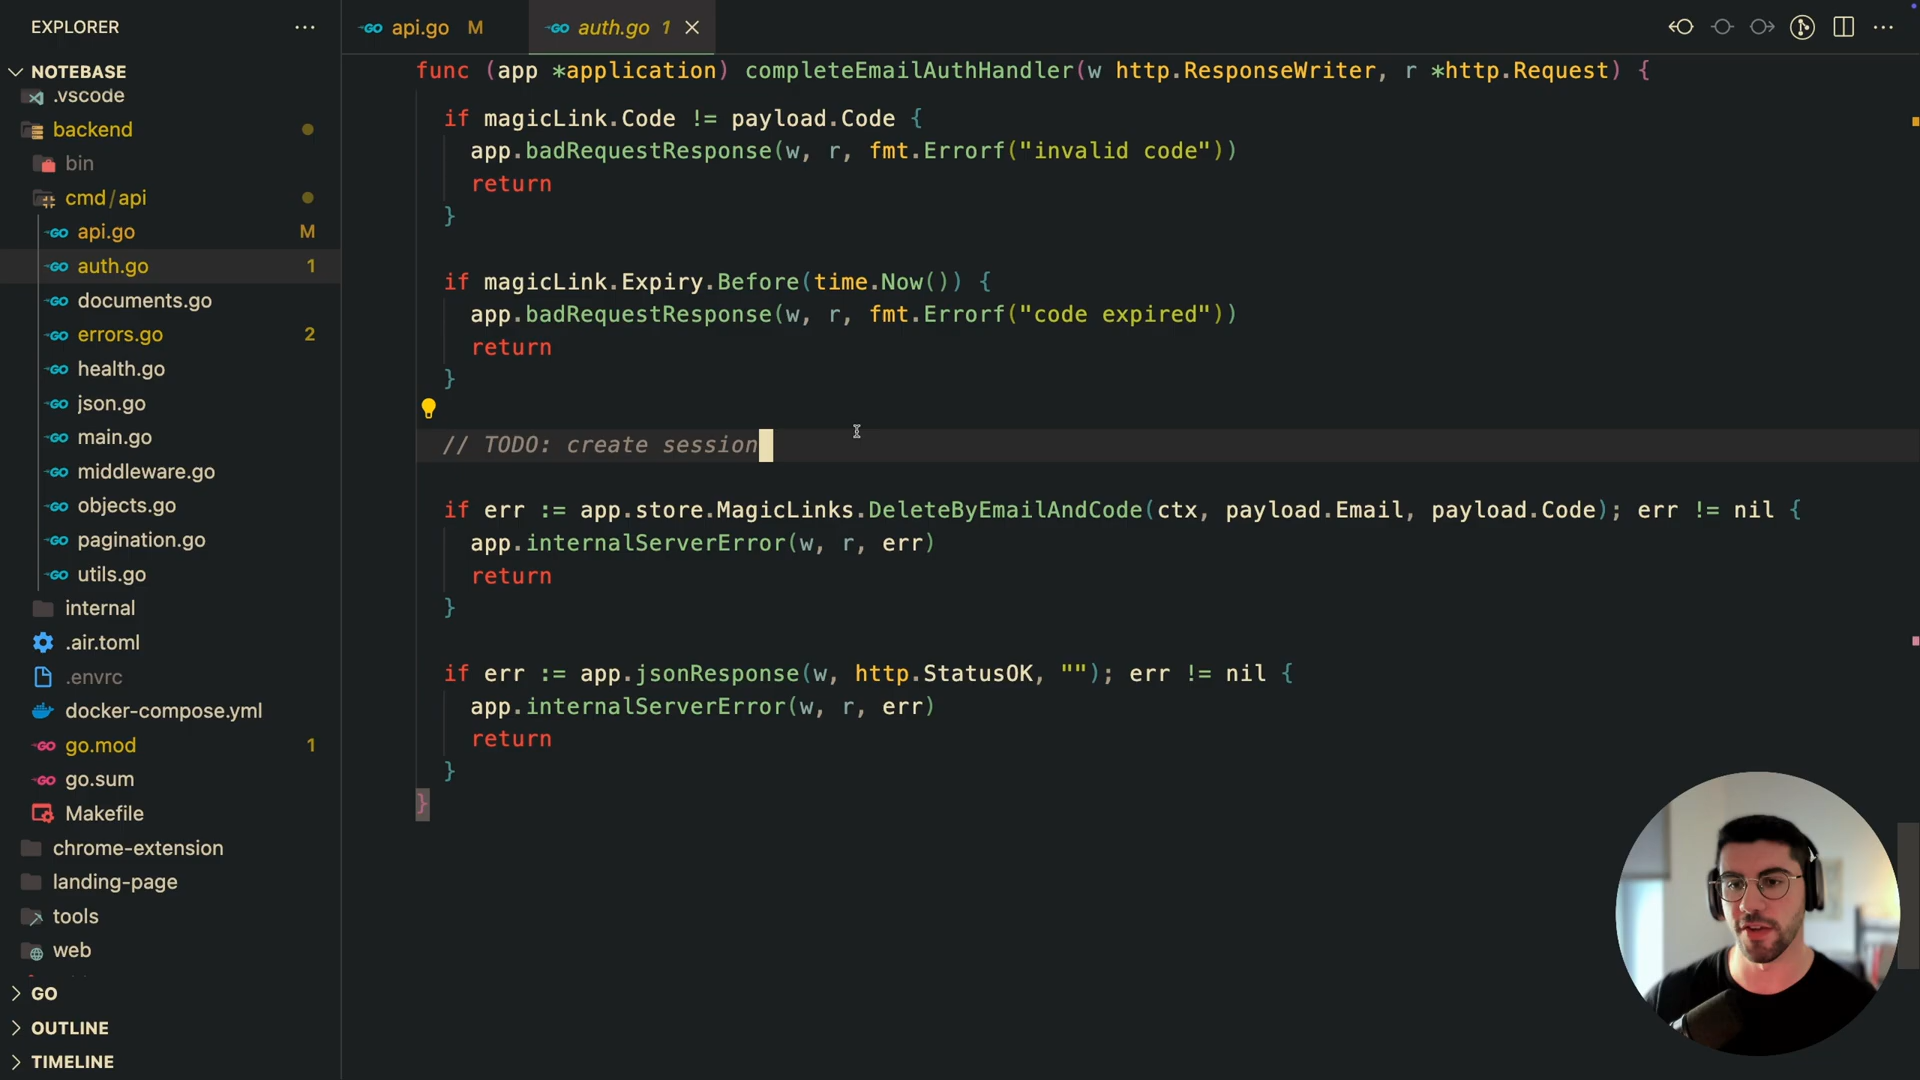 EXPLORER
NOTEBASE
.vscode
backend
bin
cmd/api
api.go M
auth.go 1
documents.go
errors.go 2
health.go
json.go
main.go
middleware.go
objects.go
pagination.go
utils.go
internal
.air.toml
.envrc
docker-compose.yml
go.mod 1
go.sum
Makefile
chrome-extension
landing-page
tools
web
GO
OUTLINE
TIMELINE
api.go M
auth.go 1
func (app *application) completeEmailAuthHandler(w http.ResponseWriter, r *http.Request) {
if magicLink.Code != payload.Code {
app.badRequestResponse(w, r, fmt.Errorf("invalid code"))
return
}
if magicLink.Expiry.Before(time.Now()) {
app.badRequestResponse(w, r, fmt.Errorf("code expired"))
return
}
// TODO: create session
if err := app.store.MagicLinks.DeleteByEmailAndCode(ctx, payload.Email, payload.Code); err != nil {
app.internalServerError(w, r, err)
return
}
if err := app.jsonResponse(w, http.StatusOK, ""); err != nil {
app.internalServerError(w, r, err)
return
}
}